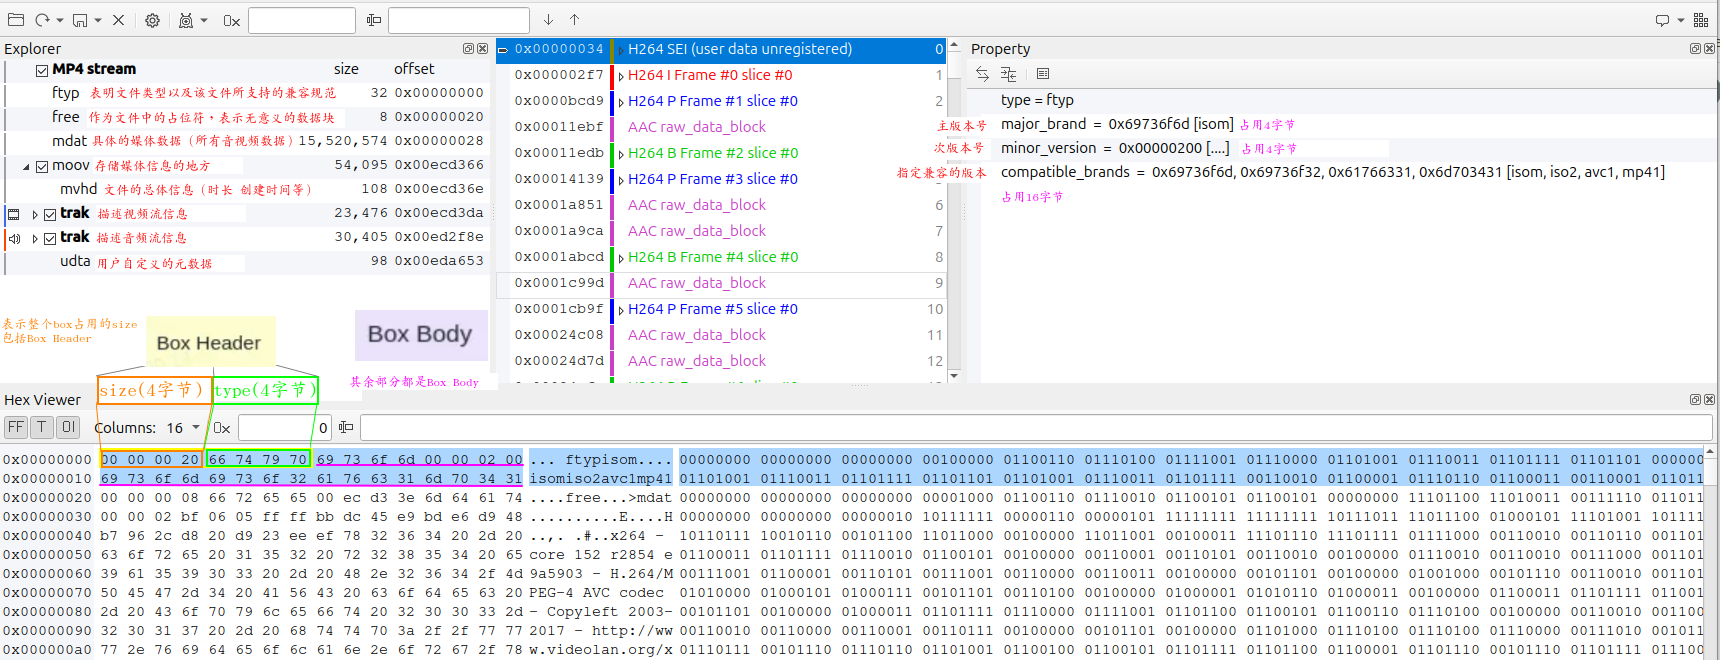 0x
Explorer
MP4 stream size offset
ftyp 表明文件类型以及该文件所支持的兼容规范 32 0x00000000
free 作为文件中的占位符，表示无意义的数据块 8 0x00000020
mdat 具体的媒体数据（所有音视频数据） 15,520,574 0x00000028
moov 存储媒体信息的地方 54,095 0x00ecd366
mvhd 文件的总体信息（时长 创建时间等） 108 0x00ecd36e
trak 描述视频流信息 23,476 0x00ecd3da
trak 描述音频流信息 30,405 0x00ed2f8e
udta 用户自定义的元数据 98 0x00eda653
0x00000034 H264 SEI (user data unregistered) 0
0x000002f7 H264 I Frame #0 slice #0 1
0x0000bcd9 H264 P Frame #1 slice #0 2
0x00011ebf AAC raw_data_block
0x00011edb H264 B Frame #2 slice #0
0x00014139 H264 P Frame #3 slice #0
0x0001a851 AAC raw_data_block 6
0x0001a9ca AAC raw_data_block 7
0x0001abcd H264 B Frame #4 slice #0 8
0x0001c99d AAC raw_data_block 9
0x0001cb9f H264 P Frame #5 slice #0 10
0x00024c08 AAC raw_data_block 11
0x00024d7d AAC raw_data_block 12
Property
type = ftyp
主版本号 major_brand = 0x69736f6d [isom] 占用4字节
次版本号 minor_version = 0x00000200 [....] 占用4字节
指定兼容的版本 compatible_brands = 0x69736f6d, 0x69736f32, 0x61766331, 0x6d703431 [isom, iso2, avc1, mp41]
占用16字节
表示整个box占用的size
包括Box Header
Box Header
Box Body
size(4字节) type(4字节)
其余部分都是Box Body
Hex Viewer
FF T OI Columns: 16 0x 0
0x00000000 00 00 00 20 66 74 79 70 69 73 6f 6d 00 00 02 00 ... ftypisom.... 00000000 00000000 00000000 00100000 01100110 01110100 01111001 01110000 01101001 01110011 01101111 01101101 000000
0x00000010 69 73 6f 6d 69 73 6f 32 61 76 63 31 6d 70 34 31 isomiso2avc1mp41 01101001 01110011 01101111 01101101 01101001 01110011 01101111 00110010 01100001 01110110 01100011 00110001 011011
0x00000020 00 00 00 08 66 72 65 65 00 ec d3 3e 6d 64 61 74 ....free...>mdat 00000000 00000000 00000000 00001000 01100110 01110010 01100101 01100101 00000000 11101100 11010011 00111110 011011
0x00000030 00 00 02 bf 06 05 ff ff bb dc 45 e9 bd e6 d9 48 ..........E....H 00000000 00000000 00000010 10111111 00000110 00000101 11111111 11111111 10111011 11011100 01000101 11101001 101111
0x00000040 b7 96 2c d8 20 d9 23 ee ef 78 32 36 34 20 2d 20 ..,. .#..x264 - 10110111 10010110 00101100 11011000 00100000 11011001 00100011 11101110 11101111 01111000 00110010 00110110 001101
0x00000050 63 6f 72 65 20 31 35 32 20 72 32 38 35 34 20 65 core 152 r2854 e 01100011 01101111 01110010 01100101 00100000 00110001 00110101 00110010 00100000 01110010 00110010 00111000 001101
0x00000060 39 61 35 39 30 33 20 2d 20 48 2e 32 36 34 2f 4d 9a5903 - H.264/M 00111001 01100001 00110101 00111001 00110000 00110011 00100000 00101101 00100000 01001000 00101110 00110010 001101
0x00000070 50 45 47 2d 34 20 41 56 43 20 63 6f 64 65 63 20 PEG-4 AVC codec 01010000 01000101 01000111 00101101 00110100 00100000 01000001 01010110 01000011 00100000 01100011 01101111 011001
0x00000080 2d 20 43 6f 70 79 6c 65 66 74 20 32 30 30 33 2d - Copyleft 2003- 00101101 00100000 01000011 01101111 01110000 01111001 01101100 01100101 01100110 01110100 00100000 00110010 001100
0x00000090 32 30 31 37 20 2d 20 68 74 74 70 3a 2f 2f 77 77 2017 - http://ww 00110010 00110000 00110001 00110111 00100000 00101101 00100000 01101000 01110100 01110100 01110000 00111010 001011
0x000000a0 77 2e 76 69 64 65 6f 6c 61 6e 2e 6f 72 67 2f 78 w.videolan.org/x 01110111 00101110 01110110 01101001 01100100 01100101 01101111 01101100 01100001 01101110 00101110 01101111 011100